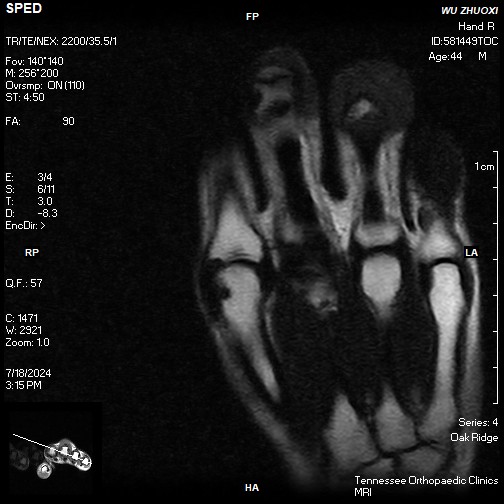 SPED
FP
WU ZHUOXI
Hand R
TR/TE/NEX: 2200/35.5/1
ID:581449TOC
Fov: 140*140
Age:44 M
M: 256*200
Ovrsmp: ON (110)
ST: 4:50
FA: 90
1cm
E: 3/4
S: 6/11
T: 3.0
D: -8.3
EncDir: >
RP
LA
Q.F.: 57
C: 1471
W: 2921
Zoom: 1.0
7/18/2024
3:15 PM
Series: 4
Oak Ridge
Tennessee Orthopaedic Clinics
MRI
HA